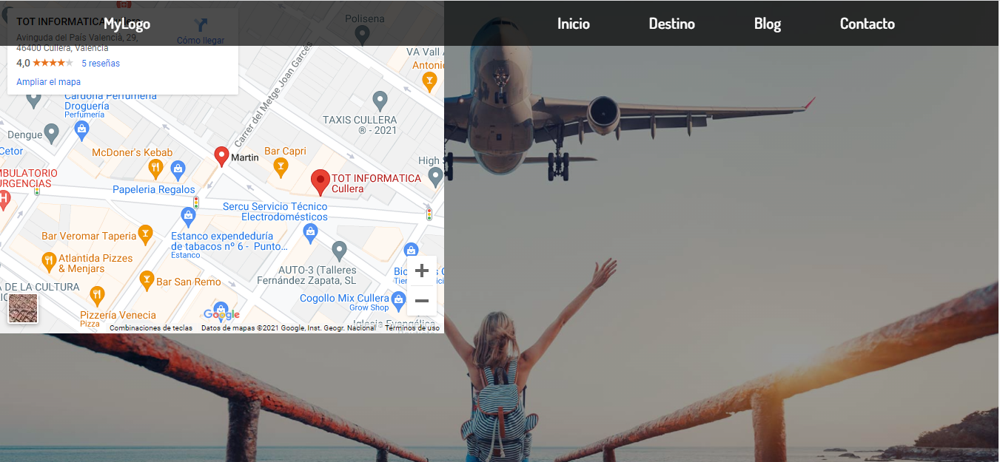 MyLogo
Inicio
Destino
Blog
Contacto
TOT INFORMATICA
Avinguda del País Valencià, 29,
46400 Cullera, Valencia
Cómo llegar
4,0
5 reseñas
Ampliar el mapa
Polisena
VA Vall
Antoni
Carrer del Metge Joan Garcés
Cardona Perfumeria
Droguería
Perfumería
TAXIS CULLERA
® - 2021
Dengue
Cetor
McDoner's Kebab
Martin
Bar Capri
High S
MBULATORIO
URGENCIAS
H
TOT INFORMATICA
Cullera
Papeleria Regalos
Sercu Servicio Técnico
Electrodomésticos
Bar Veromar Taperia
Estanco expendeduría
de tabacos nº 6 - Punto...
Estanco
Atlantida Pizzes
& Menjars
AUTO-3 (Talleres
Fernández Zapata, SL
Bar San Remo
A DE LA CULTURA
Cogollo Mix Cullera
Grow Shop
Pizzería Venecia
Pizza
Google
Iglesia Evangélica
Combinaciones de teclas
Datos de mapas ©2021 Google, Inst. Geogr. Nacional
Términos de uso